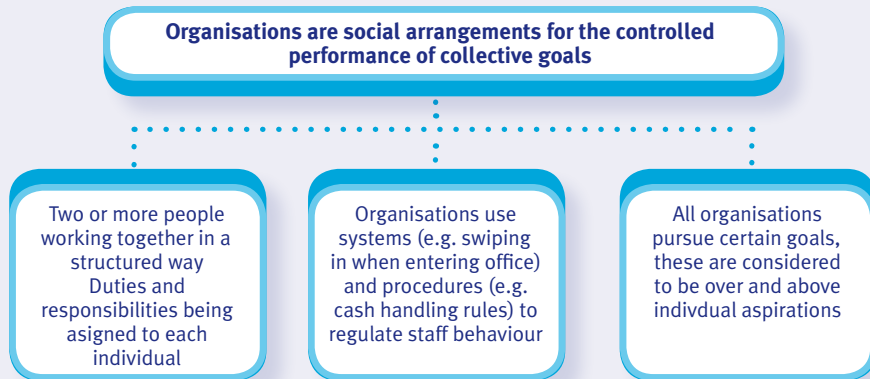 Organisations are social arrangements for the controlled
performance of collective goals
Two or more people
working together in a
structured way
Duties and
responsibilities being
asigned to each
individual
Organisations use
systems (e.g. swiping
in when entering office)
and procedures (e.g.
cash handling rules) to
regulate staff behaviour
All organisations
pursue certain goals,
these are considered
to be over and above
indivdual aspirations